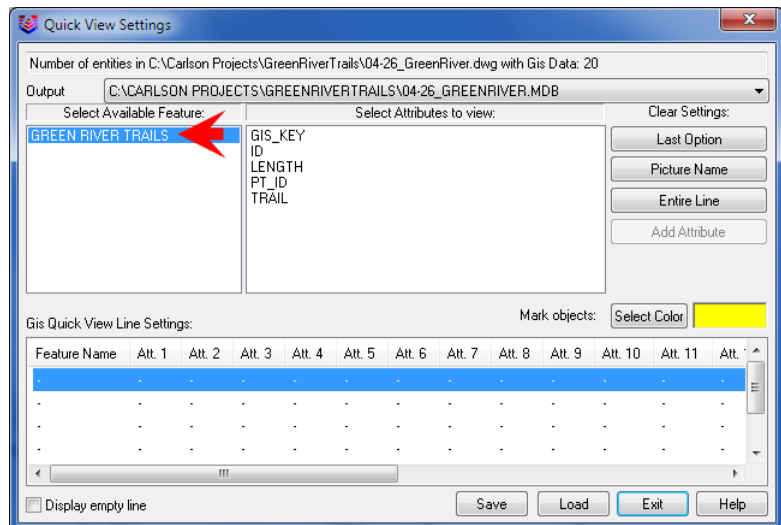 Quick View Settings
Number of entities in C:\Carlson Projects\GreenRiverTrails\04-26_GreenRiver.dwg with Gis Data: 20
Output C:\CARLSON PROJECTS\GREENRIVERTRAILS\04-26_GREENRIVER.MDB
Select Available Feature: Select Attributes to view: Clear Settings:
GREEN RIVER TRAILS
GIS_KEY
ID
LENGTH
PT_ID
TRAIL
Last Option
Picture Name
Entire Line
Add Attribute
Mark objects: Select Color
Gis Quick View Line Settings:
Feature Name Att. 1 Att. 2 Att. 3 Att. 4 Att. 5 Att. 6 Att. 7 Att. 8 Att. 9 Att. 10 Att. 11 Att.
- - - - - - - - - - - - -
- - - - - - - - - - - - -
- - - - - - - - - - - - -
- - - - - - - - - - - - -
Display empty line Save Load Exit Help